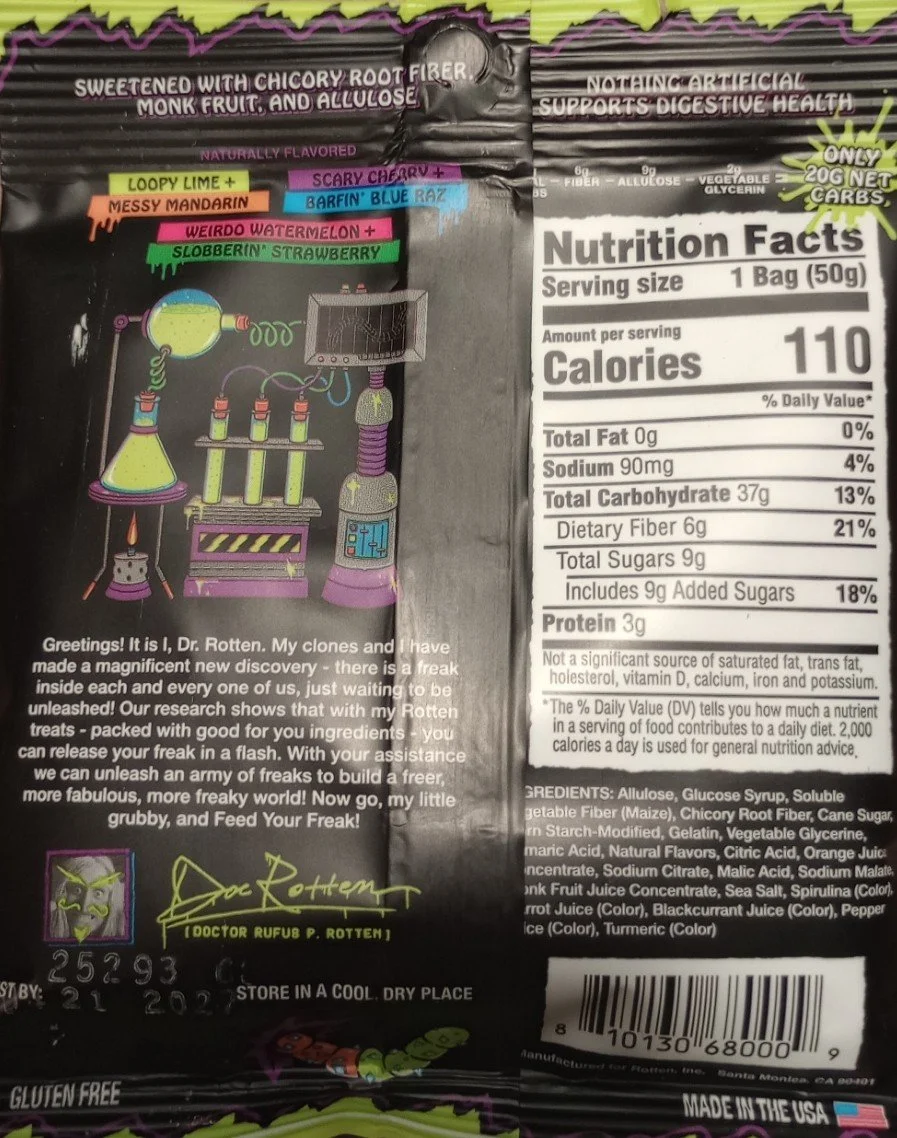 SWEETENED WITH CHICORY ROOT FIBER,
MONK FRUIT, AND ALLULOSE
NATURALLY FLAVORED
LOOPY LIME +
MESSY MANDARIN
SCARY CHERRY +
BARFIN' BLUE RAZ
WEIRDO WATERMELON +
SLOBBERIN' STRAWBERRY
Greetings! It is I, Dr. Rotten. My clones and I have
made a magnificent new discovery - there is a freak
inside each and every one of us, just waiting to be
unleashed! Our research shows that with my Rotten
treats - packed with good for you ingredients - you
can release your freak in a flash. With your assistance
we can unleash an army of freaks to build a freer,
more fabulous, more freaky world! Now go, my little
grubby, and Feed Your Freak!
Doc Rotten
[DOCTOR RUFUS P. ROTTEN]
25293
ST BY: 21 2027
STORE IN A COOL, DRY PLACE
GLUTEN FREE
NOTHING ARTIFICIAL
SUPPORTS DIGESTIVE HEALTH
6g 9g 2g
AL - FIBER - ALLULOSE - VEGETABLE =
BS GLYCERIN
ONLY
20G NET
CARBS
Nutrition Facts
Serving size 1 Bag (50g)
Amount per serving
Calories 110
% Daily Value*
Total Fat 0g 0%
Sodium 90mg 4%
Total Carbohydrate 37g 13%
Dietary Fiber 6g 21%
Total Sugars 9g
Includes 9g Added Sugars 18%
Protein 3g
Not a significant source of saturated fat, trans fat,
holesterol, vitamin D, calcium, iron and potassium.
*The % Daily Value (DV) tells you how much a nutrient
in a serving of food contributes to a daily diet. 2,000
calories a day is used for general nutrition advice.
GREDIENTS: Allulose, Glucose Syrup, Soluble
getable Fiber (Maize), Chicory Root Fiber, Cane Sugar,
rn Starch-Modified, Gelatin, Vegetable Glycerine,
maric Acid, Natural Flavors, Citric Acid, Orange Juic
ncentrate, Sodium Citrate, Malic Acid, Sodium Malate,
onk Fruit Juice Concentrate, Sea Salt, Spirulina (Color),
rrot Juice (Color), Blackcurrant Juice (Color), Pepper
ice (Color), Turmeric (Color)
8 10130 68000 9
Manufactured for Rotten, Inc. Santa Monica, CA 90401
MADE IN THE USA